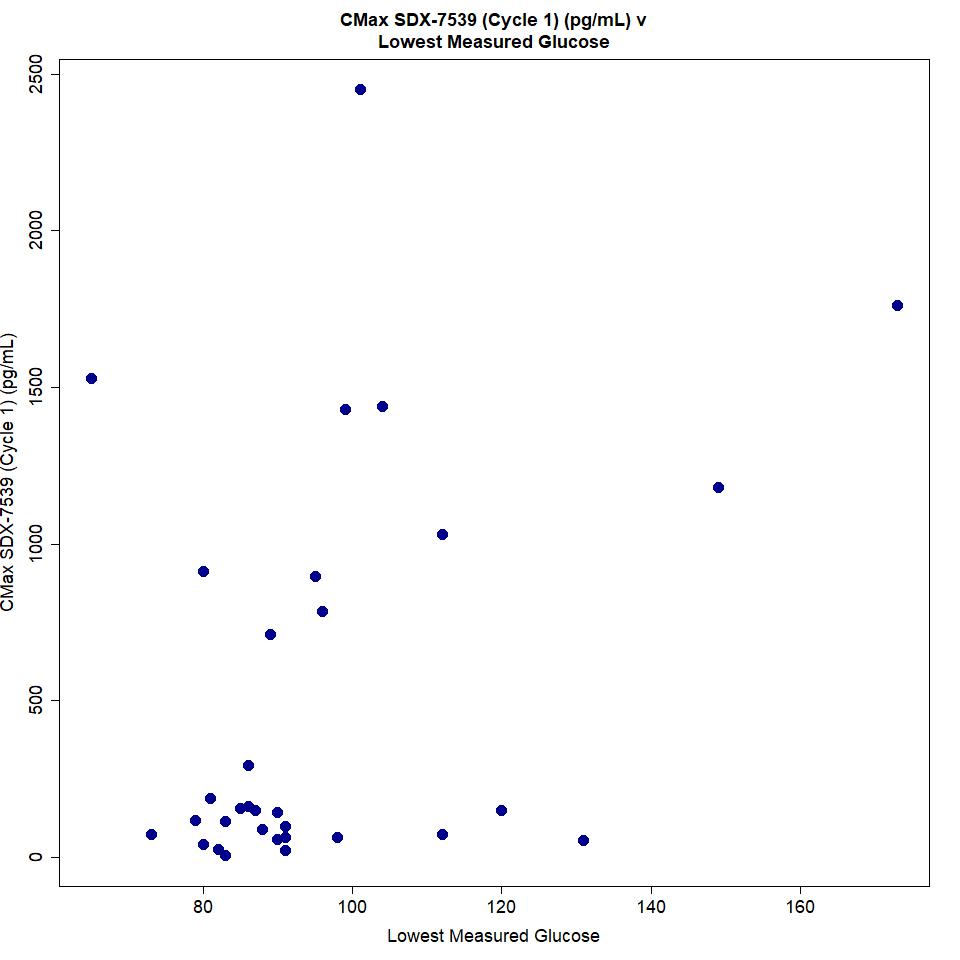 CMax SDX-7539 (Cycle 1) (pg/mL) v
Lowest Measured Glucose
CMax SDX-7539 (Cycle 1) (pg/mL)
2500
2000
1500
1000
500
0
80 100 120 140 160
Lowest Measured Glucose